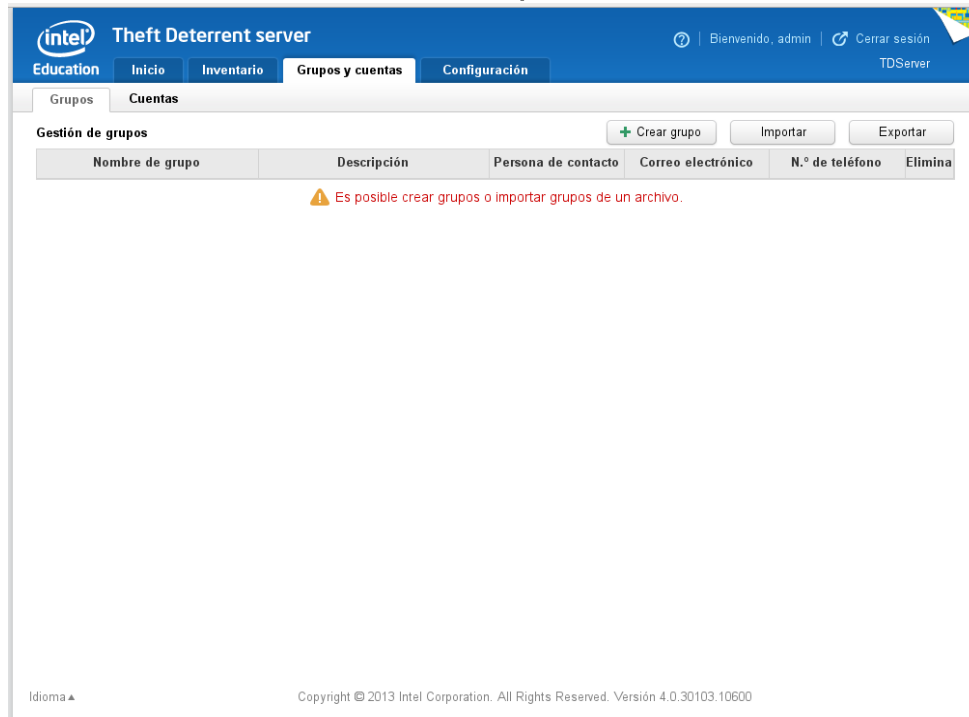 intel Theft Deterrent server
Education
Bienvenido, admin | Cerrar sesión
TDServer
Inicio Inventario Grupos y cuentas Configuración
Grupos Cuentas
Gestión de grupos
+ Crear grupo Importar Exportar
Nombre de grupo Descripción Persona de contacto Correo electrónico N.º de teléfono Elimina
Es posible crear grupos o importar grupos de un archivo.
Idioma▲ Copyright © 2013 Intel Corporation. All Rights Reserved. Versión 4.0.30103.10600